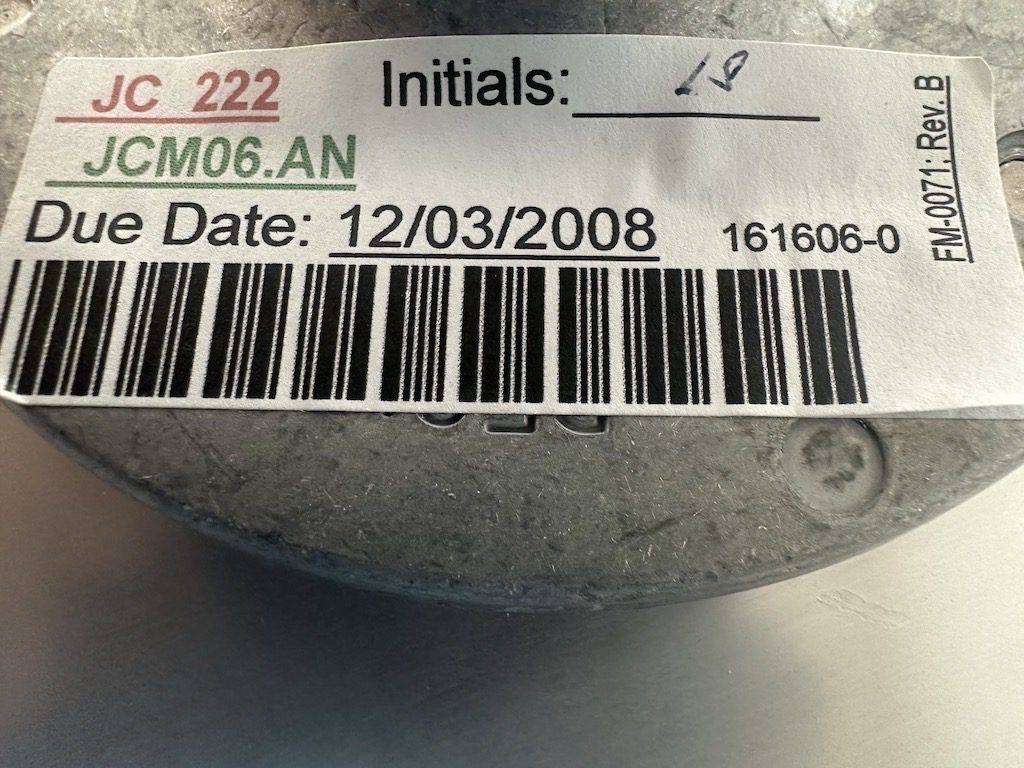 JC 222
Initials:
JCM06.AN
Due Date: 12/03/2008
161606-0
FM-0071: Rev. B